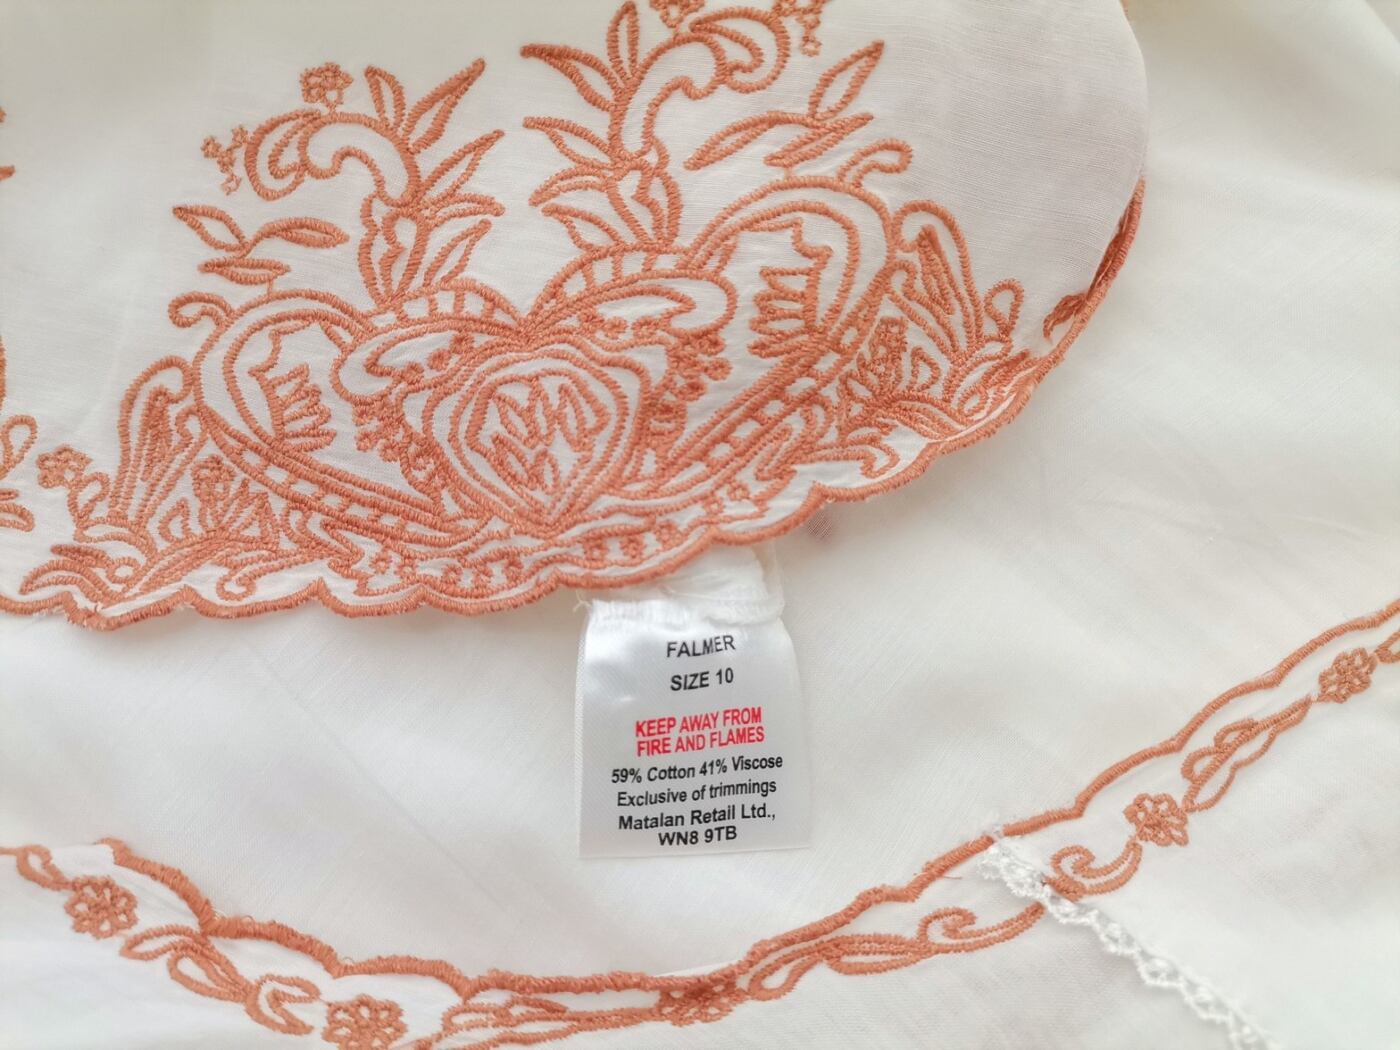 FALMER
SIZE 10
KEEP AWAY FROM
FIRE AND FLAMES
59% Cotton 41% Viscose
Exclusive of trimmings
Matalan Retail Ltd.,
WN8 9TB